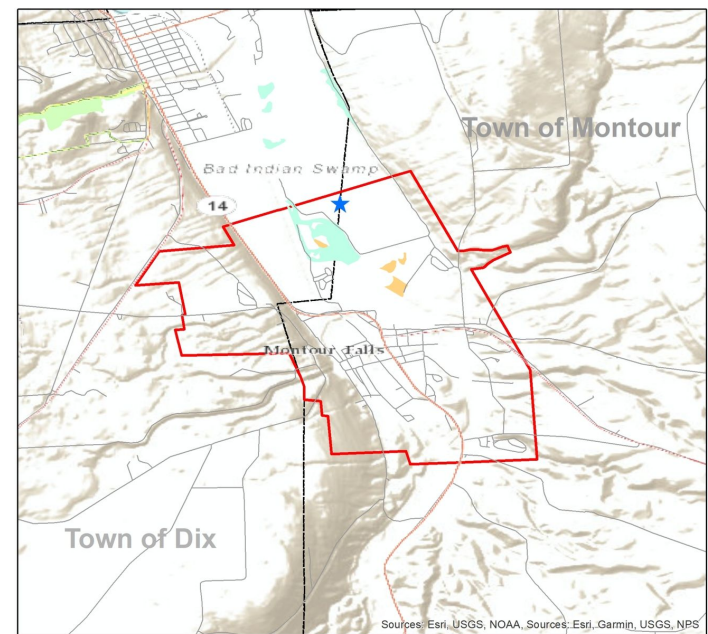 Town of Montour
Bad Indian Swamp
14
Montour Falls
Town of Dix
Sources: Esri, USGS, NOAA, Sources: Esri, Garmin, USGS, NPS